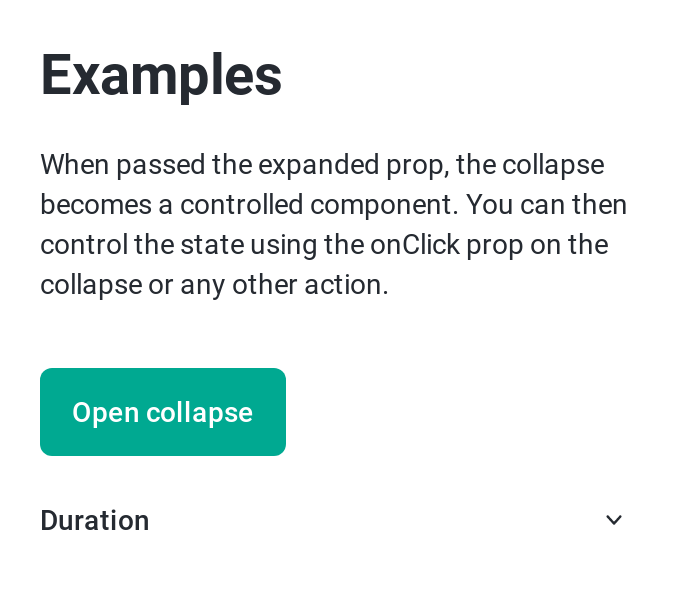 Examples
When passed the expanded prop, the collapse
becomes a controlled component. You can then
control the state using the onClick prop on the
collapse or any other action.
Open collapse
Duration